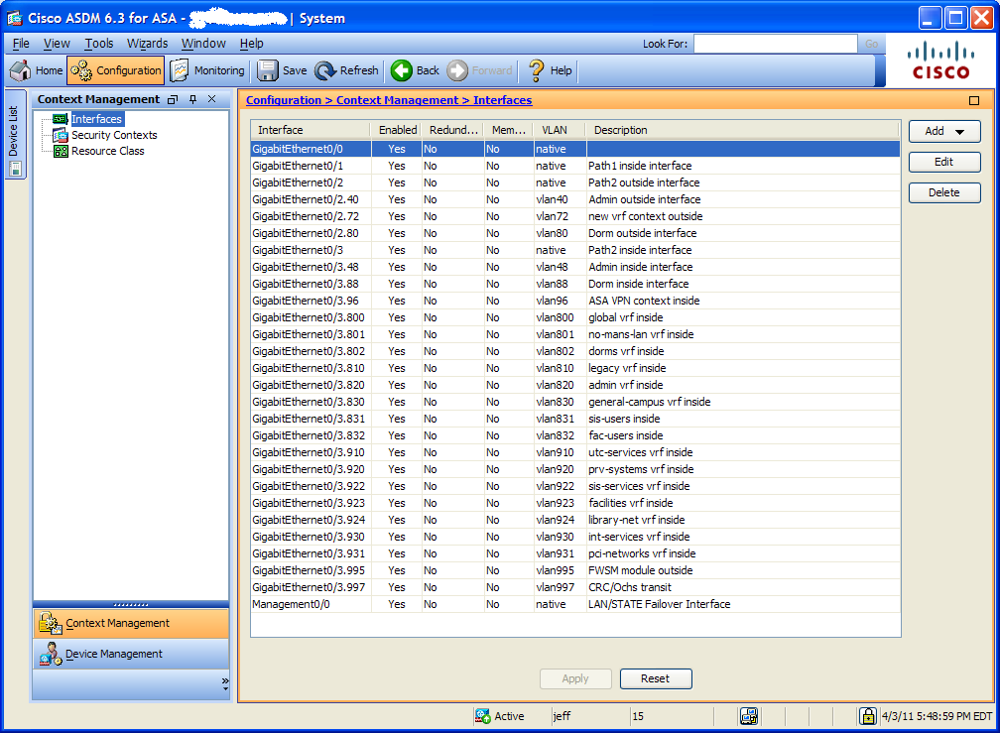 Cisco ASDM 6.3 for ASA - | System
File View Tools Wizards Window Help Look For: Go
Home Configuration Monitoring Save Refresh Back Forward Help
CISCO
Device List
Context Management
Interfaces
Security Contexts
Resource Class
Configuration > Context Management > Interfaces
Interface Enabled Redund... Mem... VLAN Description
GigabitEthernet0/0 Yes No No native
GigabitEthernet0/1 Yes No No native Path1 inside interface
GigabitEthernet0/2 Yes No No native Path2 outside interface
GigabitEthernet0/2.40 Yes No No vlan40 Admin outside interface
GigabitEthernet0/2.72 Yes No No vlan72 new vrf context outside
GigabitEthernet0/2.80 Yes No No vlan80 Dorm outside interface
GigabitEthernet0/3 Yes No No native Path2 inside interface
GigabitEthernet0/3.48 Yes No No vlan48 Admin inside interface
GigabitEthernet0/3.88 Yes No No vlan88 Dorm inside interface
GigabitEthernet0/3.96 Yes No No vlan96 ASA VPN context inside
GigabitEthernet0/3.800 Yes No No vlan800 global vrf inside
GigabitEthernet0/3.801 Yes No No vlan801 no-mans-lan vrf inside
GigabitEthernet0/3.802 Yes No No vlan802 dorms vrf inside
GigabitEthernet0/3.810 Yes No No vlan810 legacy vrf inside
GigabitEthernet0/3.820 Yes No No vlan820 admin vrf inside
GigabitEthernet0/3.830 Yes No No vlan830 general-campus vrf inside
GigabitEthernet0/3.831 Yes No No vlan831 sis-users inside
GigabitEthernet0/3.832 Yes No No vlan832 fac-users inside
GigabitEthernet0/3.910 Yes No No vlan910 utc-services vrf inside
GigabitEthernet0/3.920 Yes No No vlan920 prv-systems vrf inside
GigabitEthernet0/3.922 Yes No No vlan922 sis-services vrf inside
GigabitEthernet0/3.923 Yes No No vlan923 facilities vrf inside
GigabitEthernet0/3.924 Yes No No vlan924 library-net vrf inside
GigabitEthernet0/3.930 Yes No No vlan930 int-services vrf inside
GigabitEthernet0/3.931 Yes No No vlan931 pci-networks vrf inside
GigabitEthernet0/3.995 Yes No No vlan995 FWSM module outside
GigabitEthernet0/3.997 Yes No No vlan997 CRC/Ochs transit
Management0/0 Yes No No native LAN/STATE Failover Interface
Add
Edit
Delete
Context Management
Device Management
Apply Reset
Active jeff 15 4/3/11 5:48:59 PM EDT